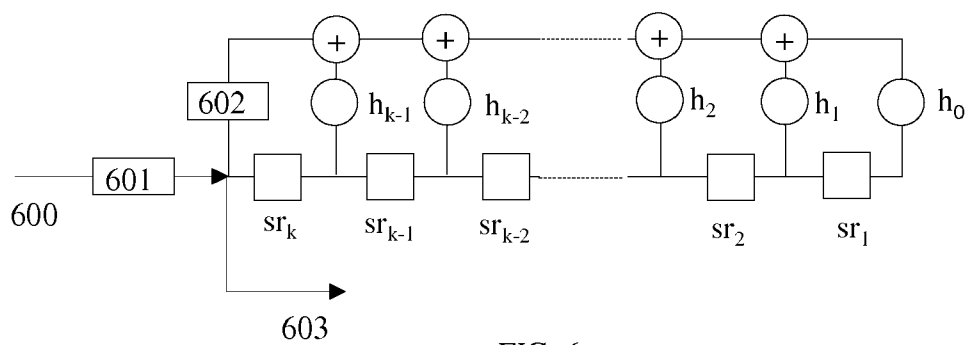 + + + +
602
h_{k-1} h_{k-2} h_2 h_1 h_0
601
600
sr_k sr_{k-1} sr_{k-2} sr_2 sr_1
603